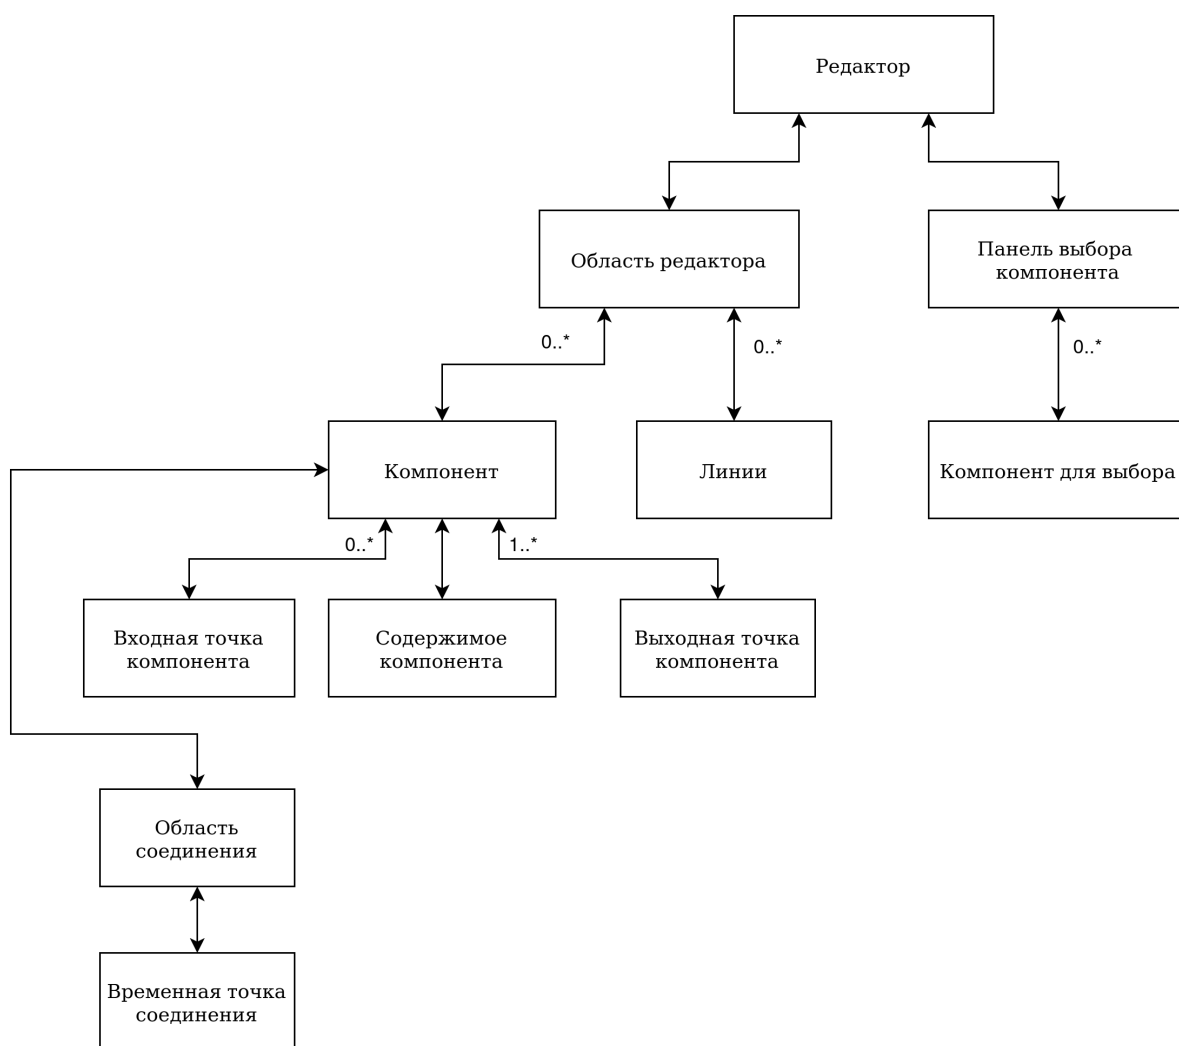 Редактор
Область редактора
Панель выбора
компонента
0..*
0..*
0..*
Компонент
Линии
Компонент для выбора
0..*
1..*
Входная точка
компонента
Содержимое
компонента
Выходная точка
компонента
Область
соединения
Временная точка
соединения